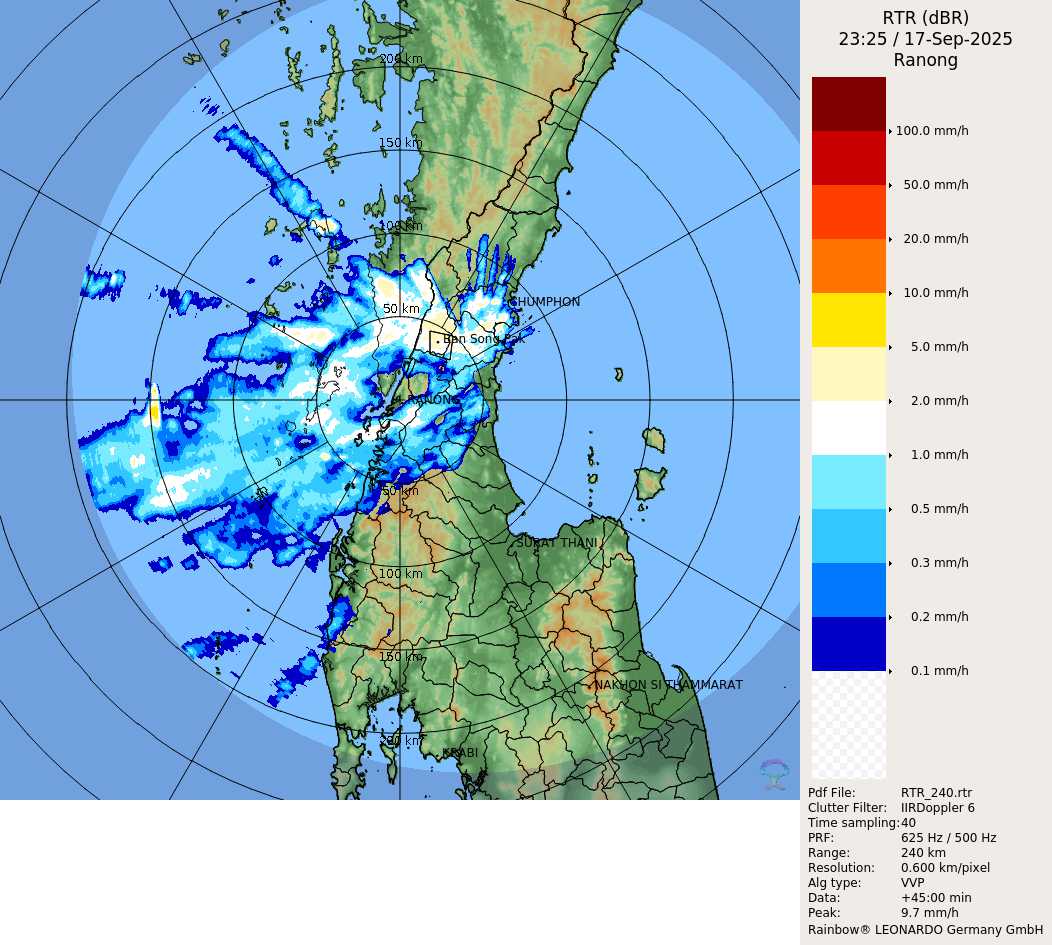 RTR (dBR)
23:25 / 17-Sep-2025
Ranong
200 km
150 km
100 km
50 km
CHUMPHON
Ban Song Pak
RANONG
50 km
SURAT THANI
100 km
150 km
NAKHON SI THAMMARAT
200 km
KRABI
100.0 mm/h
50.0 mm/h
20.0 mm/h
10.0 mm/h
5.0 mm/h
2.0 mm/h
1.0 mm/h
0.5 mm/h
0.3 mm/h
0.2 mm/h
0.1 mm/h
Pdf File: RTR_240.rtr
Clutter Filter: IIRDoppler 6
Time sampling:40
PRF: 625 Hz / 500 Hz
Range: 240 km
Resolution: 0.600 km/pixel
Alg type: VVP
Data: +45:00 min
Peak: 9.7 mm/h
Rainbow® LEONARDO Germany GmbH